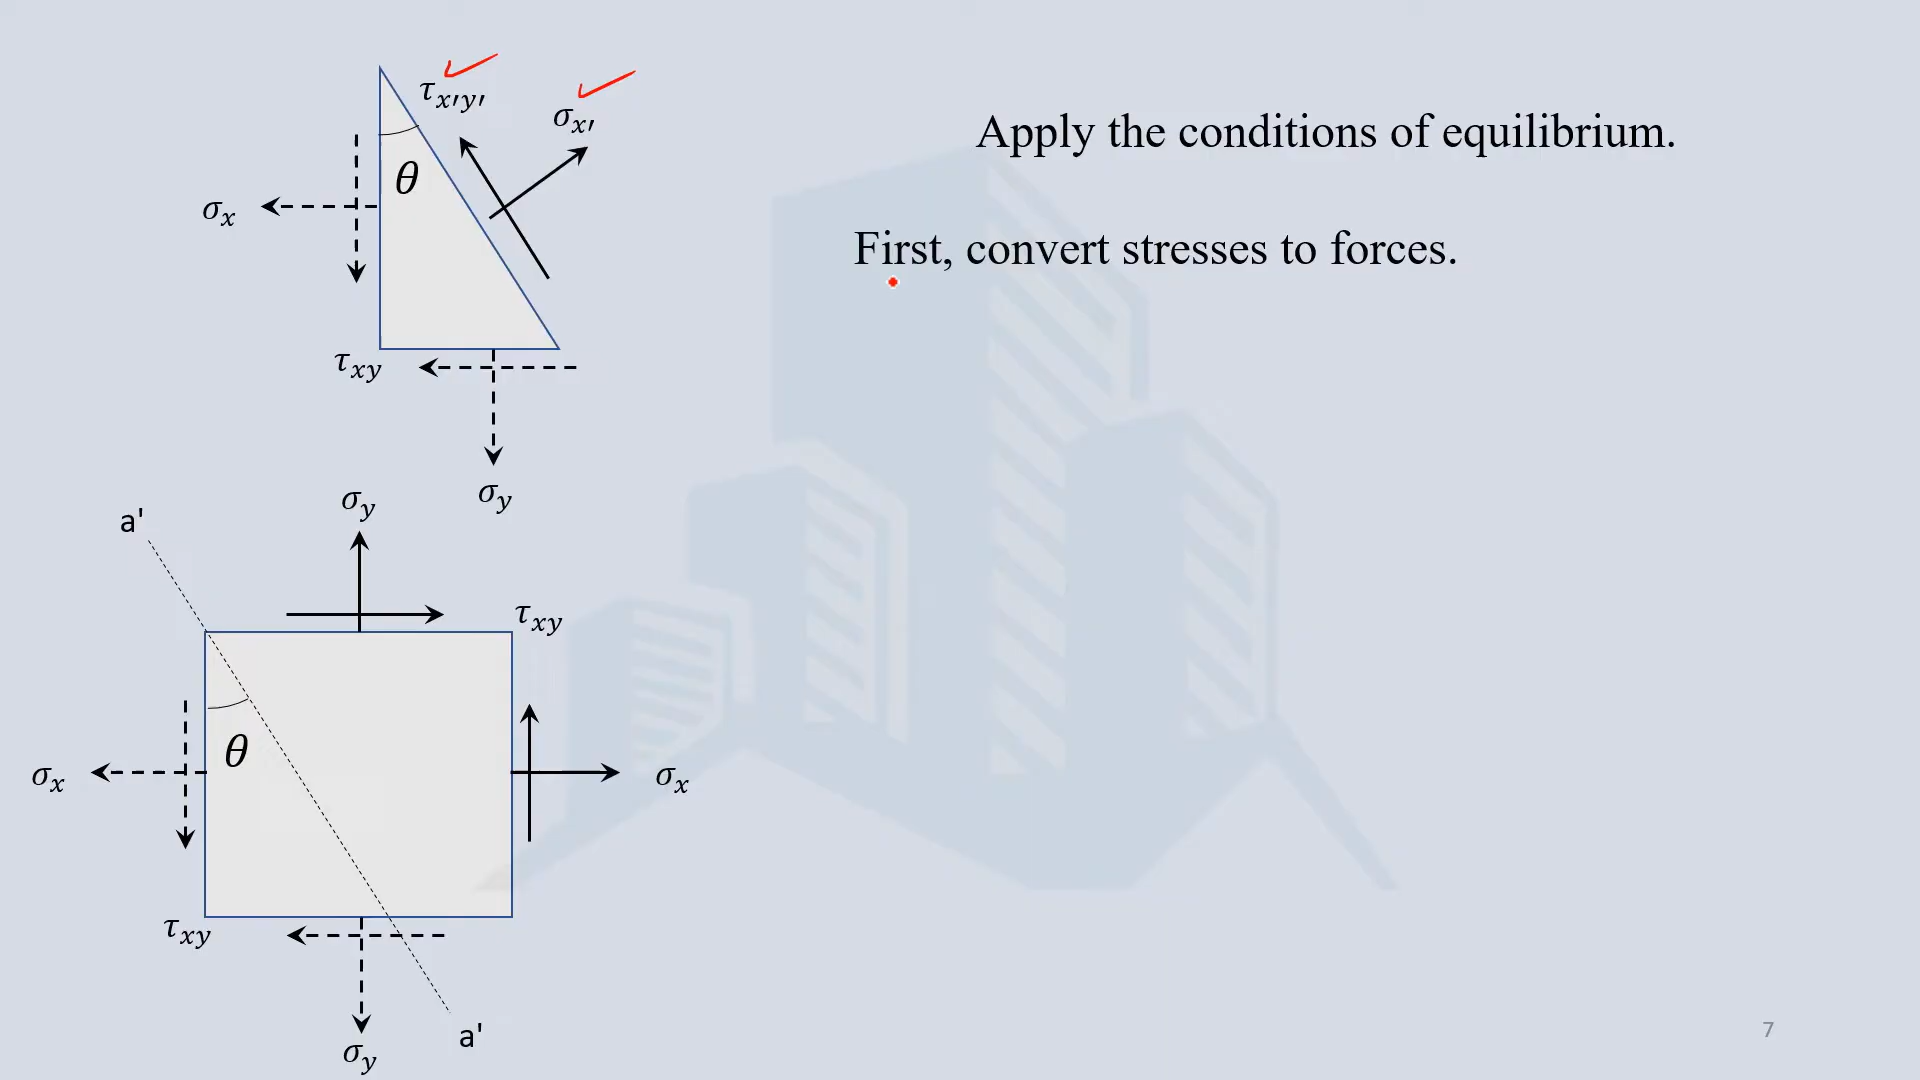 τx′y′
σx′
Apply the conditions of equilibrium.
θ
σx
First, convert stresses to forces.
τxy
σy
a'
σy
τxy
θ
σx
σx
τxy
a'
σy
7